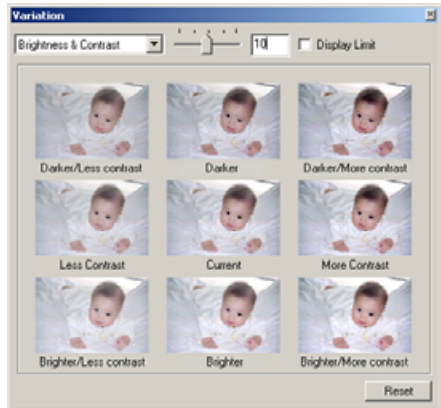 Variation
Brightness & Contrast 10 Display Limit
Darker/Less contrast Darker Darker/More contrast
Less Contrast Current More Contrast
Brighter/Less contrast Brighter Brighter/More contrast
Reset